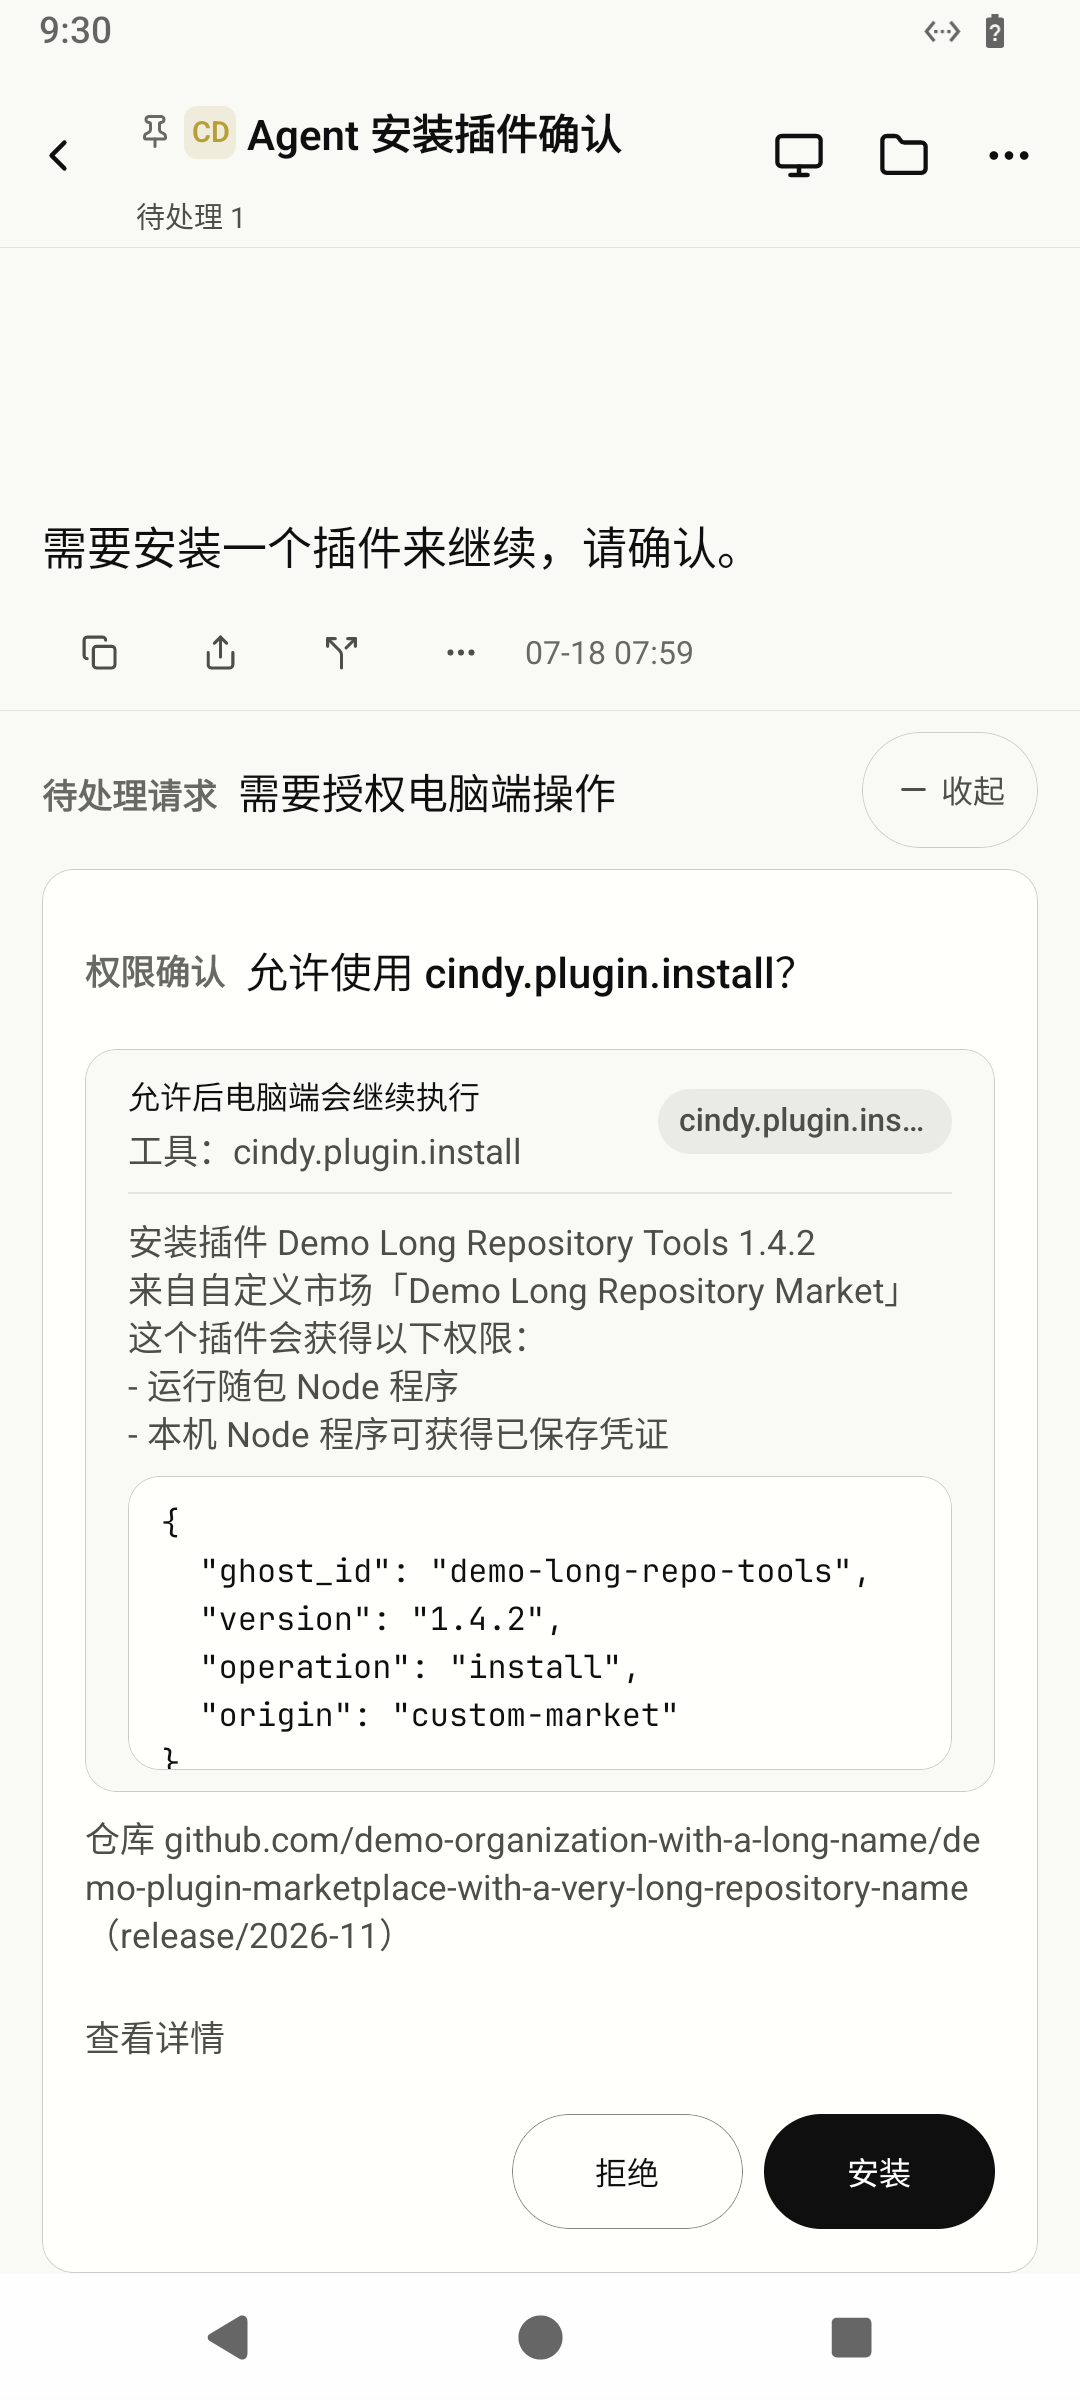 9:30
CD Agent 安装插件确认
待处理 1
需要安装一个插件来继续，请确认。
07-18 07:59
待处理请求 需要授权电脑端操作
收起
权限确认 允许使用 cindy.plugin.install？
允许后电脑端会继续执行
工具：cindy.plugin.install
cindy.plugin.ins…
安装插件 Demo Long Repository Tools 1.4.2
来自自定义市场「Demo Long Repository Market」
这个插件会获得以下权限：
- 运行随包 Node 程序
- 本机 Node 程序可获得已保存凭证
{
  "ghost_id": "demo-long-repo-tools",
  "version": "1.4.2",
  "operation": "install",
  "origin": "custom-market"
}
仓库 github.com/demo-organization-with-a-long-name/de
mo-plugin-marketplace-with-a-very-long-repository-name
（release/2026-11）
查看详情
拒绝
安装